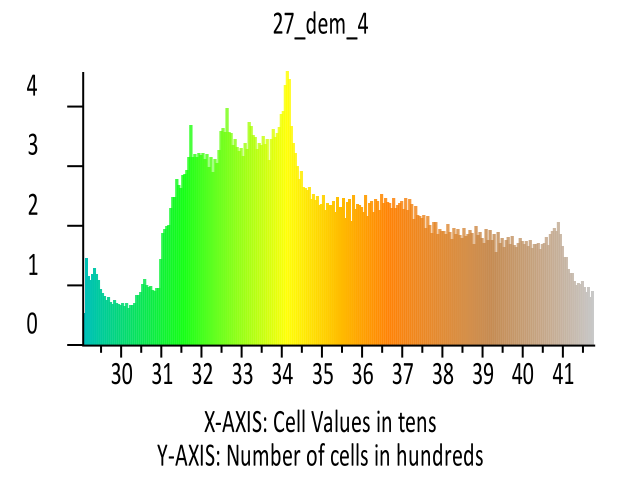 27_dem_4
4
3
2
1
0
30 31 32 33 34 35 36 37 38 39 40 41
X-AXIS: Cell Values in tens
Y-AXIS: Number of cells in hundreds